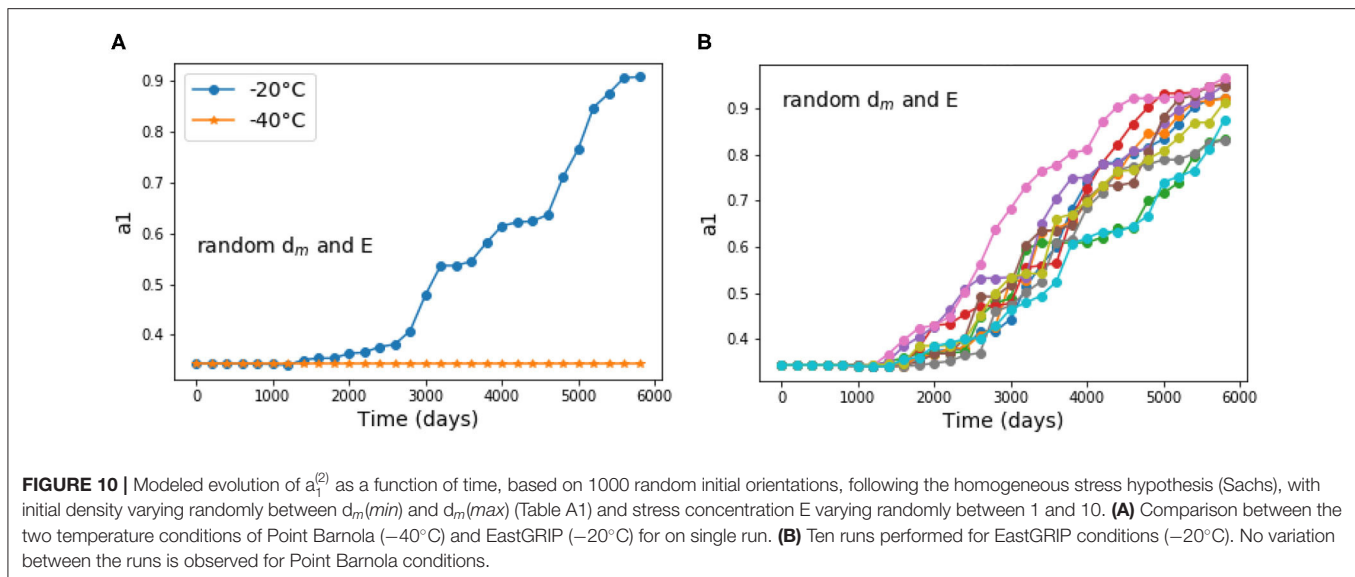 A
B
0.9
0.8
0.7
0.6
0.5
0.4
a1
-20°C
-40°C
random dm and E
0
1000
2000
3000
4000
5000
6000
Time (days)
0.9
0.8
0.7
0.6
0.5
0.4
a1
random dm and E
0
1000
2000
3000
4000
5000
6000
Time (days)
FIGURE 10 | Modeled evolution of a₁⁽²⁾ as a function of time, based on 1000 random initial orientations, following the homogeneous stress hypothesis (Sachs), with
initial density varying randomly between dm(min) and dm(max) (Table A1) and stress concentration E varying randomly between 1 and 10. (A) Comparison between the
two temperature conditions of Point Barnola (−40°C) and EastGRIP (−20°C) for on single run. (B) Ten runs performed for EastGRIP conditions (−20°C). No variation
between the runs is observed for Point Barnola conditions.